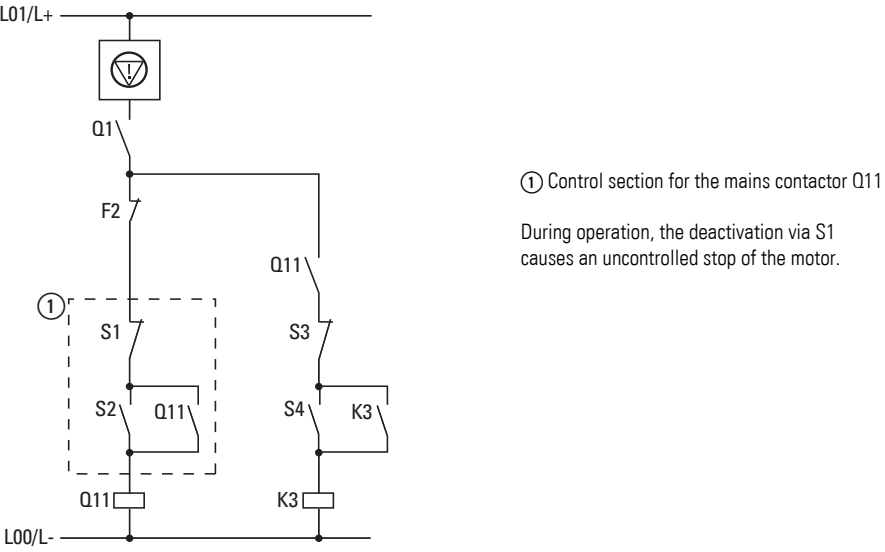 L01/L+
!
Q1
F2
Q11
①
S1
S3
S2
Q11
S4
K3
Q11
K3
L00/L-
① Control section for the mains contactor Q11
During operation, the deactivation via S1
causes an uncontrolled stop of the motor.